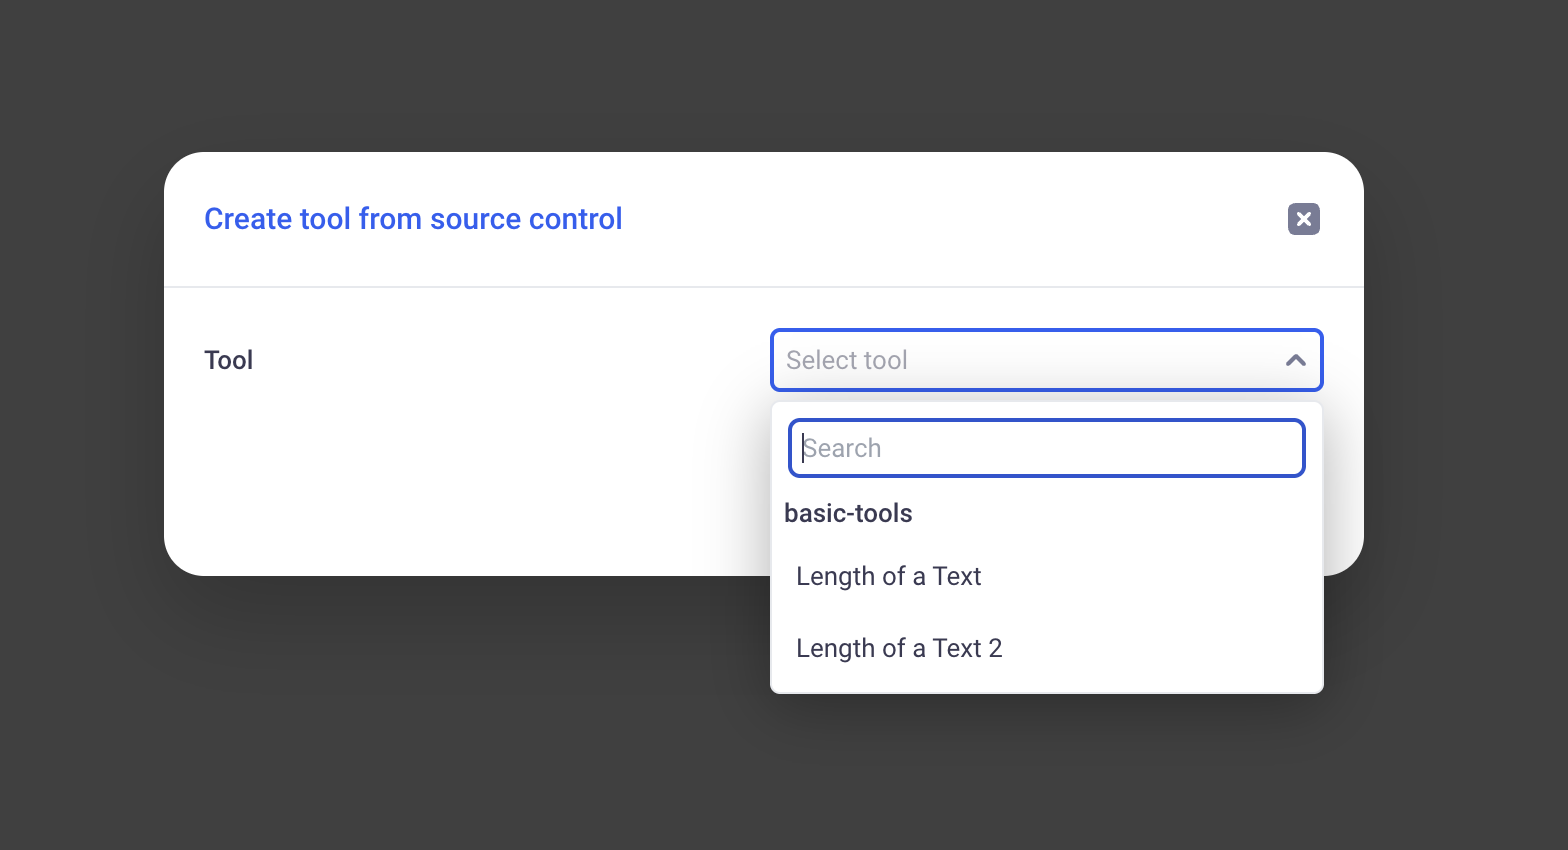 Create tool from source control
Tool
Select tool
Search
basic-tools
Length of a Text
Length of a Text 2